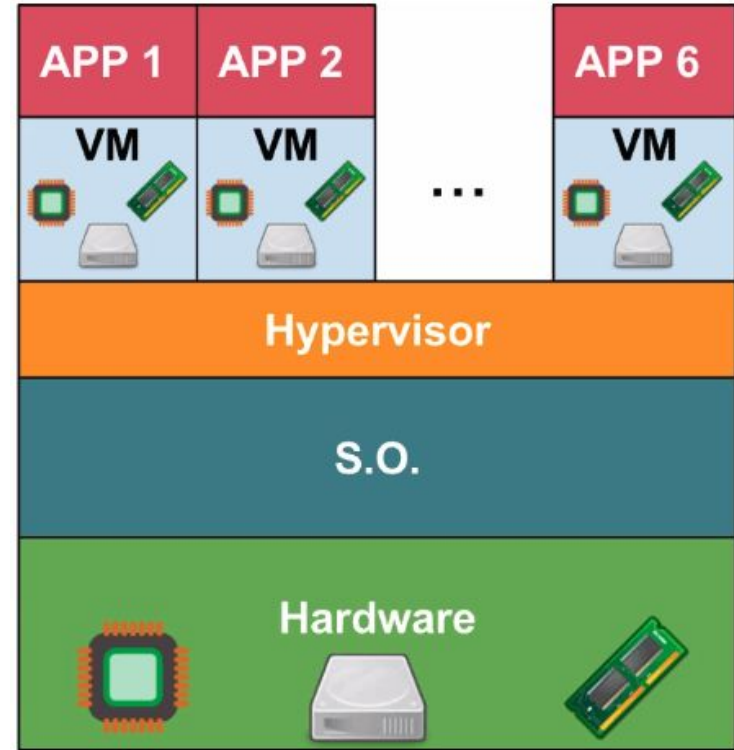 APP 1 APP 2 APP 6
VM VM ... VM
Hypervisor
S.O.
Hardware